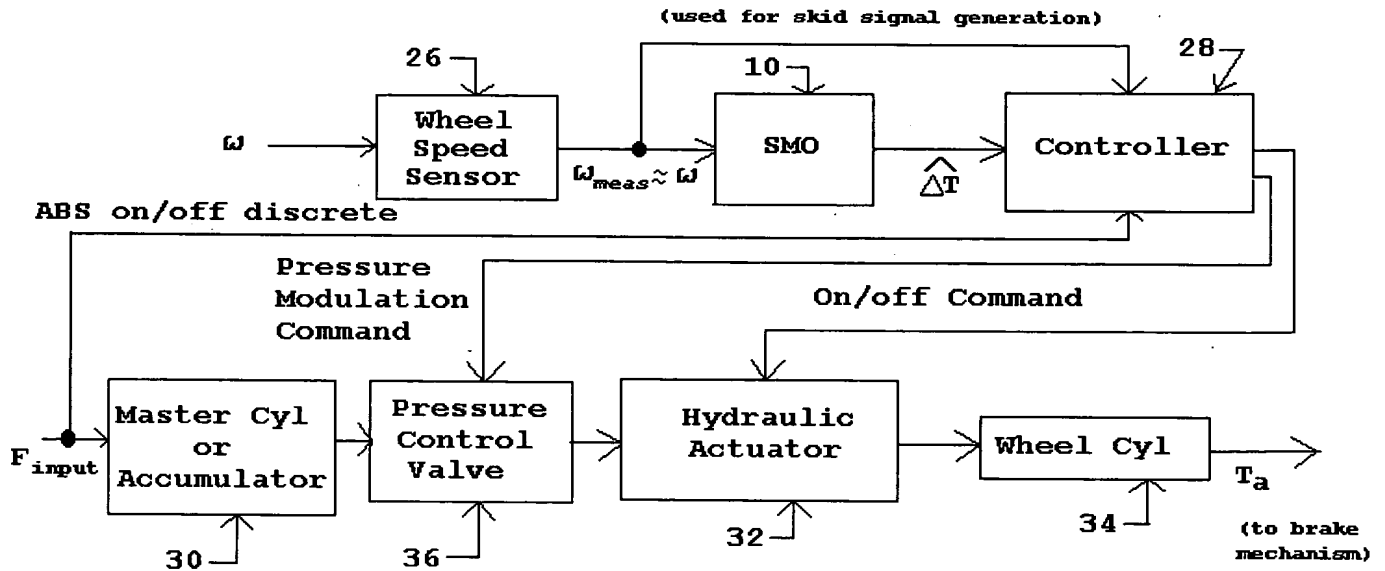 (used for skid signal generation)
26
10
28
ω
Wheel
Speed
Sensor
ω_meas ≈ ω
SMO
\widehat{ΔT}
Controller
ABS on/off discrete
Pressure
Modulation
Command
On/off Command
F_input
Master Cyl
or
Accumulator
Pressure
Control
Valve
Hydraulic
Actuator
Wheel Cyl
T_a
(to brake
mechanism)
30
36
32
34